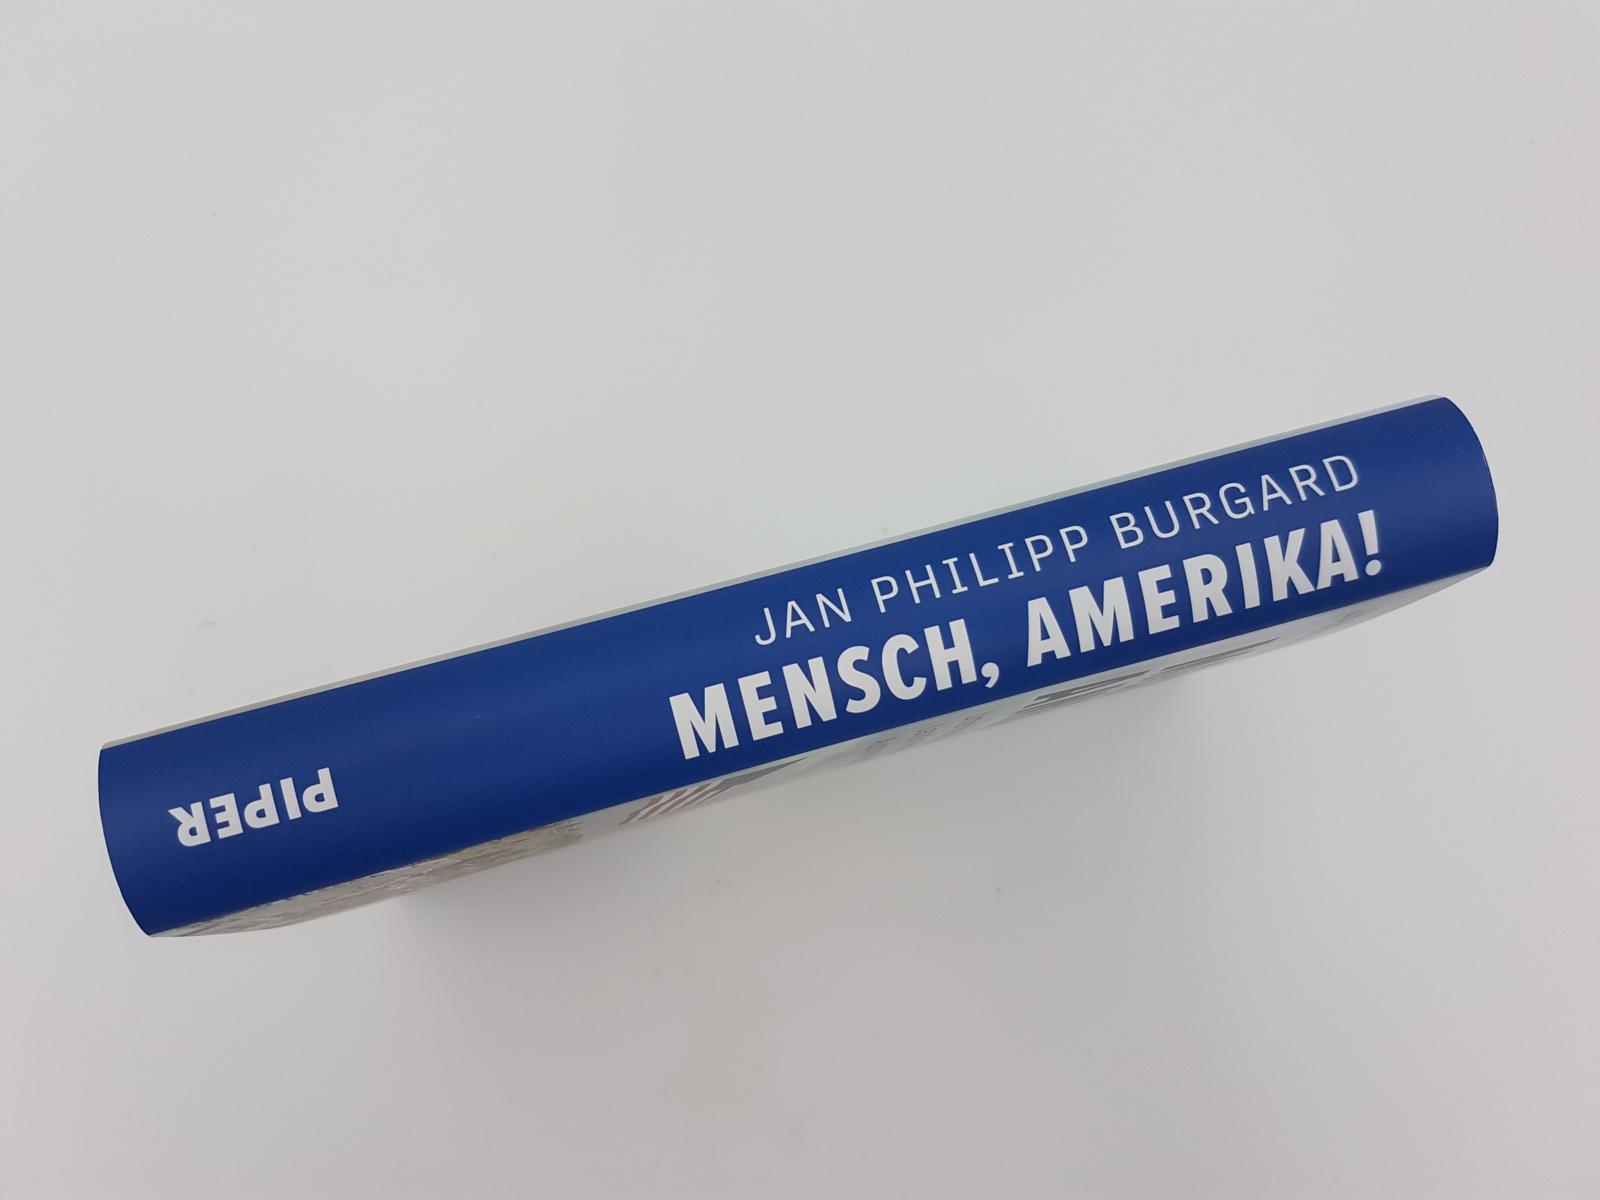 JAN PHILIPP BURGARD
MENSCH, AMERIKA!
PIPER